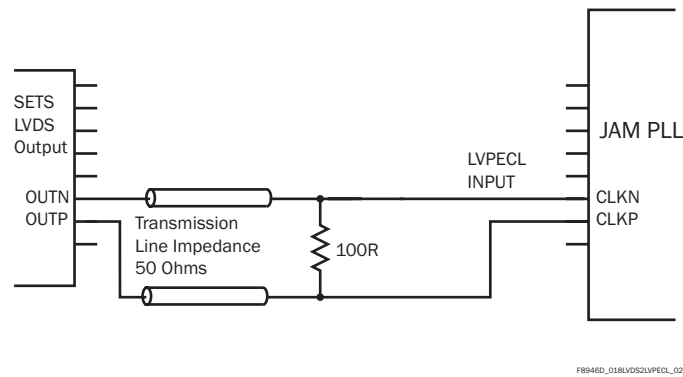 SETS
LVDS
Output
JAM PLL
LVPECL
INPUT
OUTN
CLKN
OUTP
CLKP
Transmission
Line Impedance
50 Ohms
100R
F8946D_018LVDS2LVPECL_02